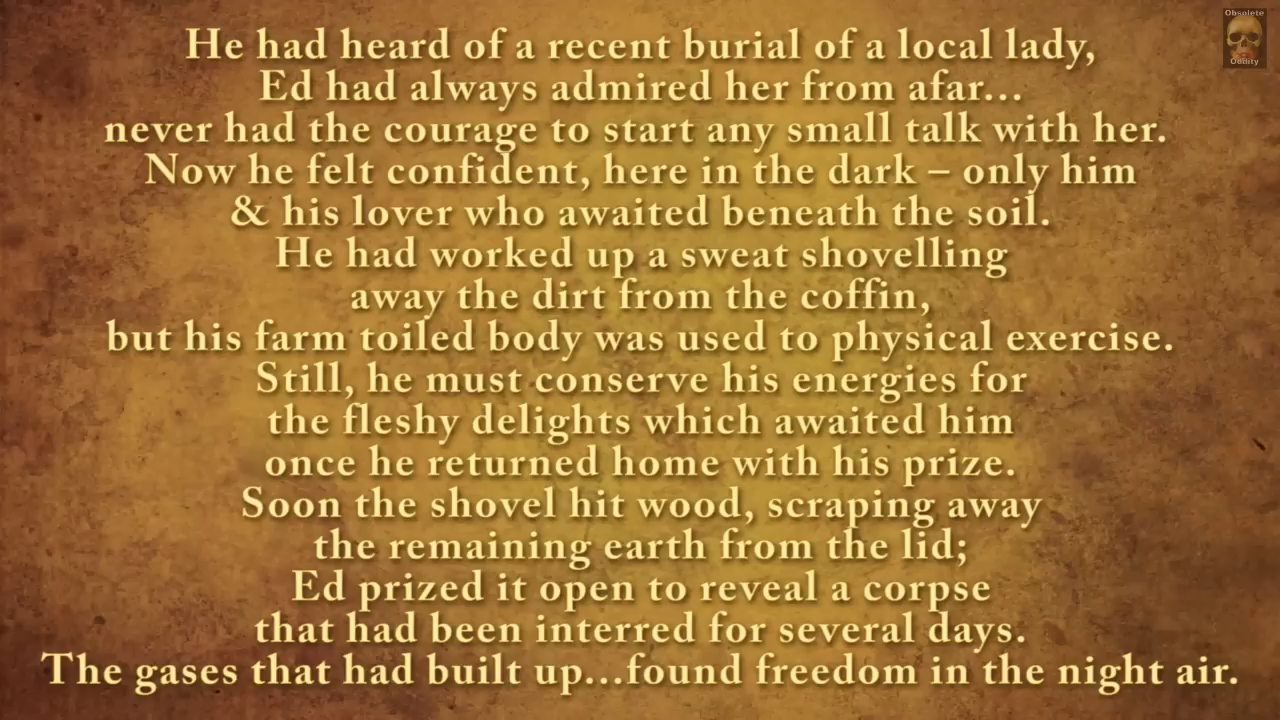 Obsolete
Oddity
He had heard of a recent burial of a local lady,
Ed had always admired her from afar...
never had the courage to start any small talk with her.
Now he felt confident, here in the dark – only him
& his lover who awaited beneath the soil.
He had worked up a sweat shovelling
away the dirt from the coffin,
but his farm toiled body was used to physical exercise.
Still, he must conserve his energies for
the fleshy delights which awaited him
once he returned home with his prize.
Soon the shovel hit wood, scraping away
the remaining earth from the lid;
Ed prized it open to reveal a corpse
that had been interred for several days.
The gases that had built up...found freedom in the night air.